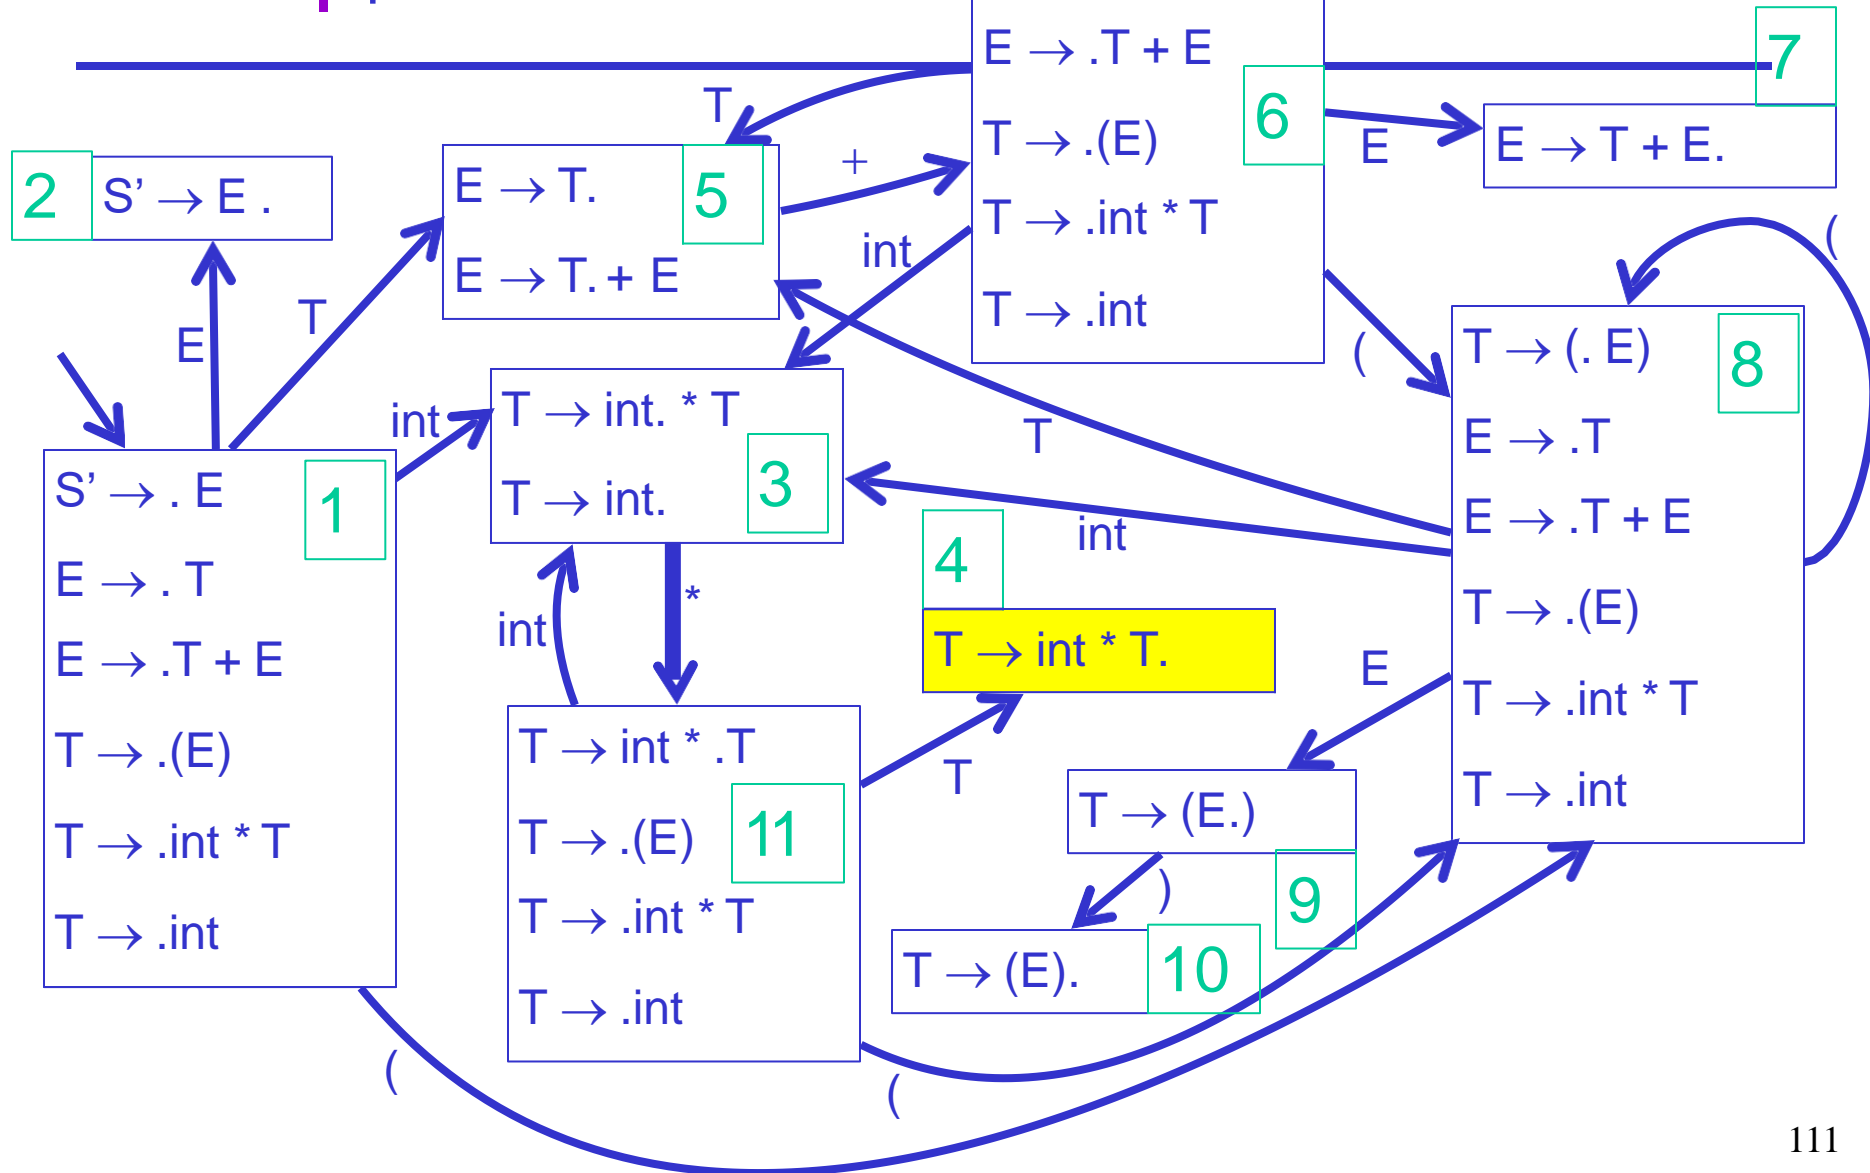 E → .T + E
T → .(E)
T → .int * T
T → .int
6
7
E → T + E.
E
T
2
S’ → E .
E → T.
E → T. + E
5
+
int
(
(
E
T
int
T → int. * T
T → int.
3
T
int
T → (. E)
E → .T
E → .T + E
T → .(E)
T → .int * T
T → .int
8
S’ → . E
E → . T
E → .T + E
T → .(E)
T → .int * T
T → .int
1
int
*
4
T → int * T.
E
T → int * .T
T → .(E)
T → .int * T
T → .int
11
T
T → (E.)
9
)
T → (E).
10
(
(
111